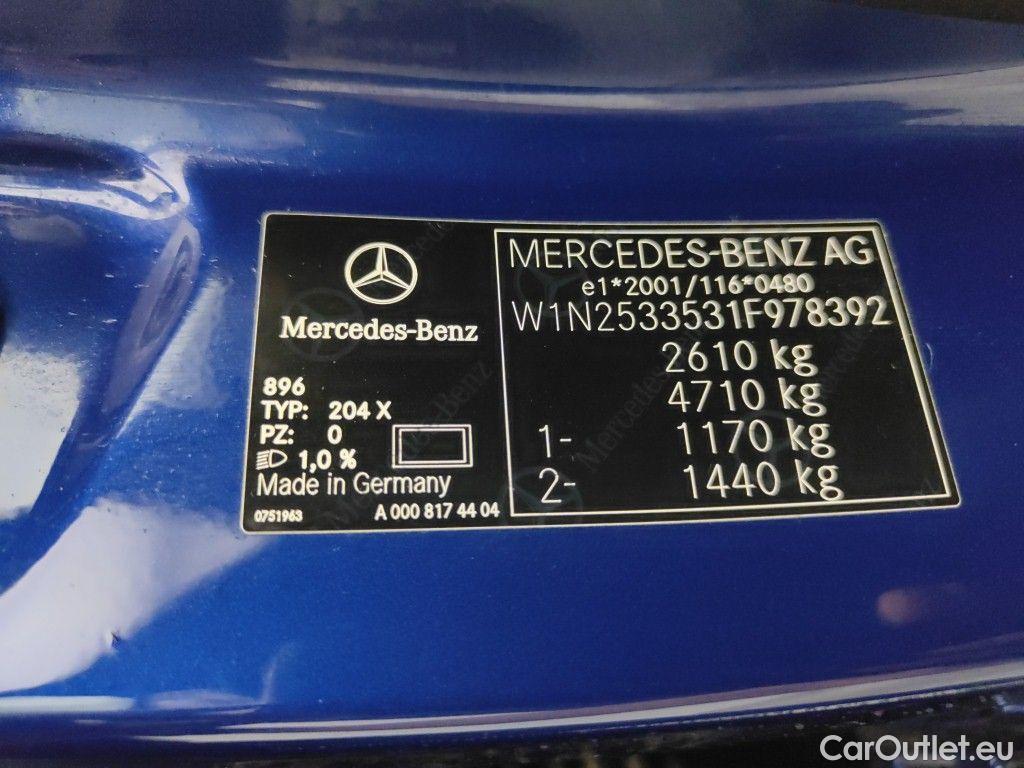 Mercedes-Benz
896
TYP: 204 X
PZ: 0
1,0 %
Made in Germany
0751963 A 000 817 44 04
MERCEDES-BENZ AG
e1*2001/116*0480
W1N2533531F978392
2610 kg
4710 kg
1- 1170 kg
2- 1440 kg
CarOutlet.eu